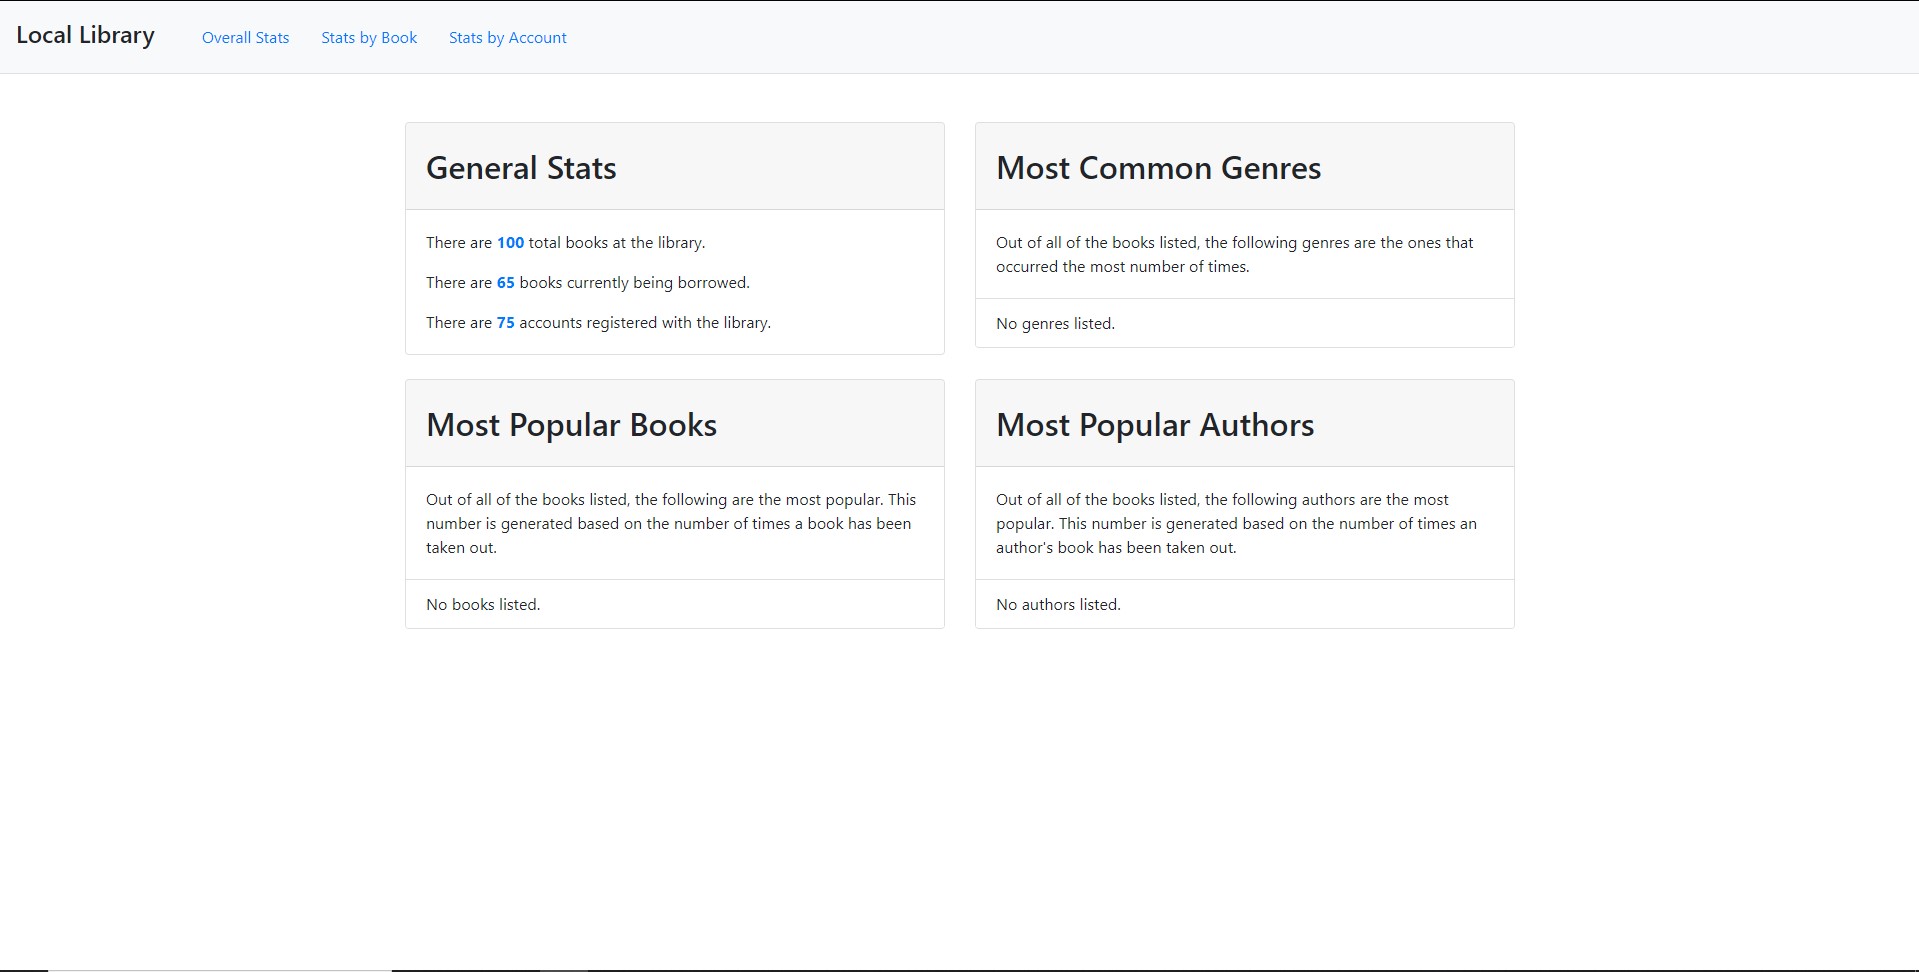 Local Library
Overall Stats
Stats by Book
Stats by Account
General Stats
There are 100 total books at the library.
There are 65 books currently being borrowed.
There are 75 accounts registered with the library.
Most Common Genres
Out of all of the books listed, the following genres are the ones that
occurred the most number of times.
No genres listed.
Most Popular Books
Out of all of the books listed, the following are the most popular. This
number is generated based on the number of times a book has been
taken out.
No books listed.
Most Popular Authors
Out of all of the books listed, the following authors are the most
popular. This number is generated based on the number of times an
author's book has been taken out.
No authors listed.